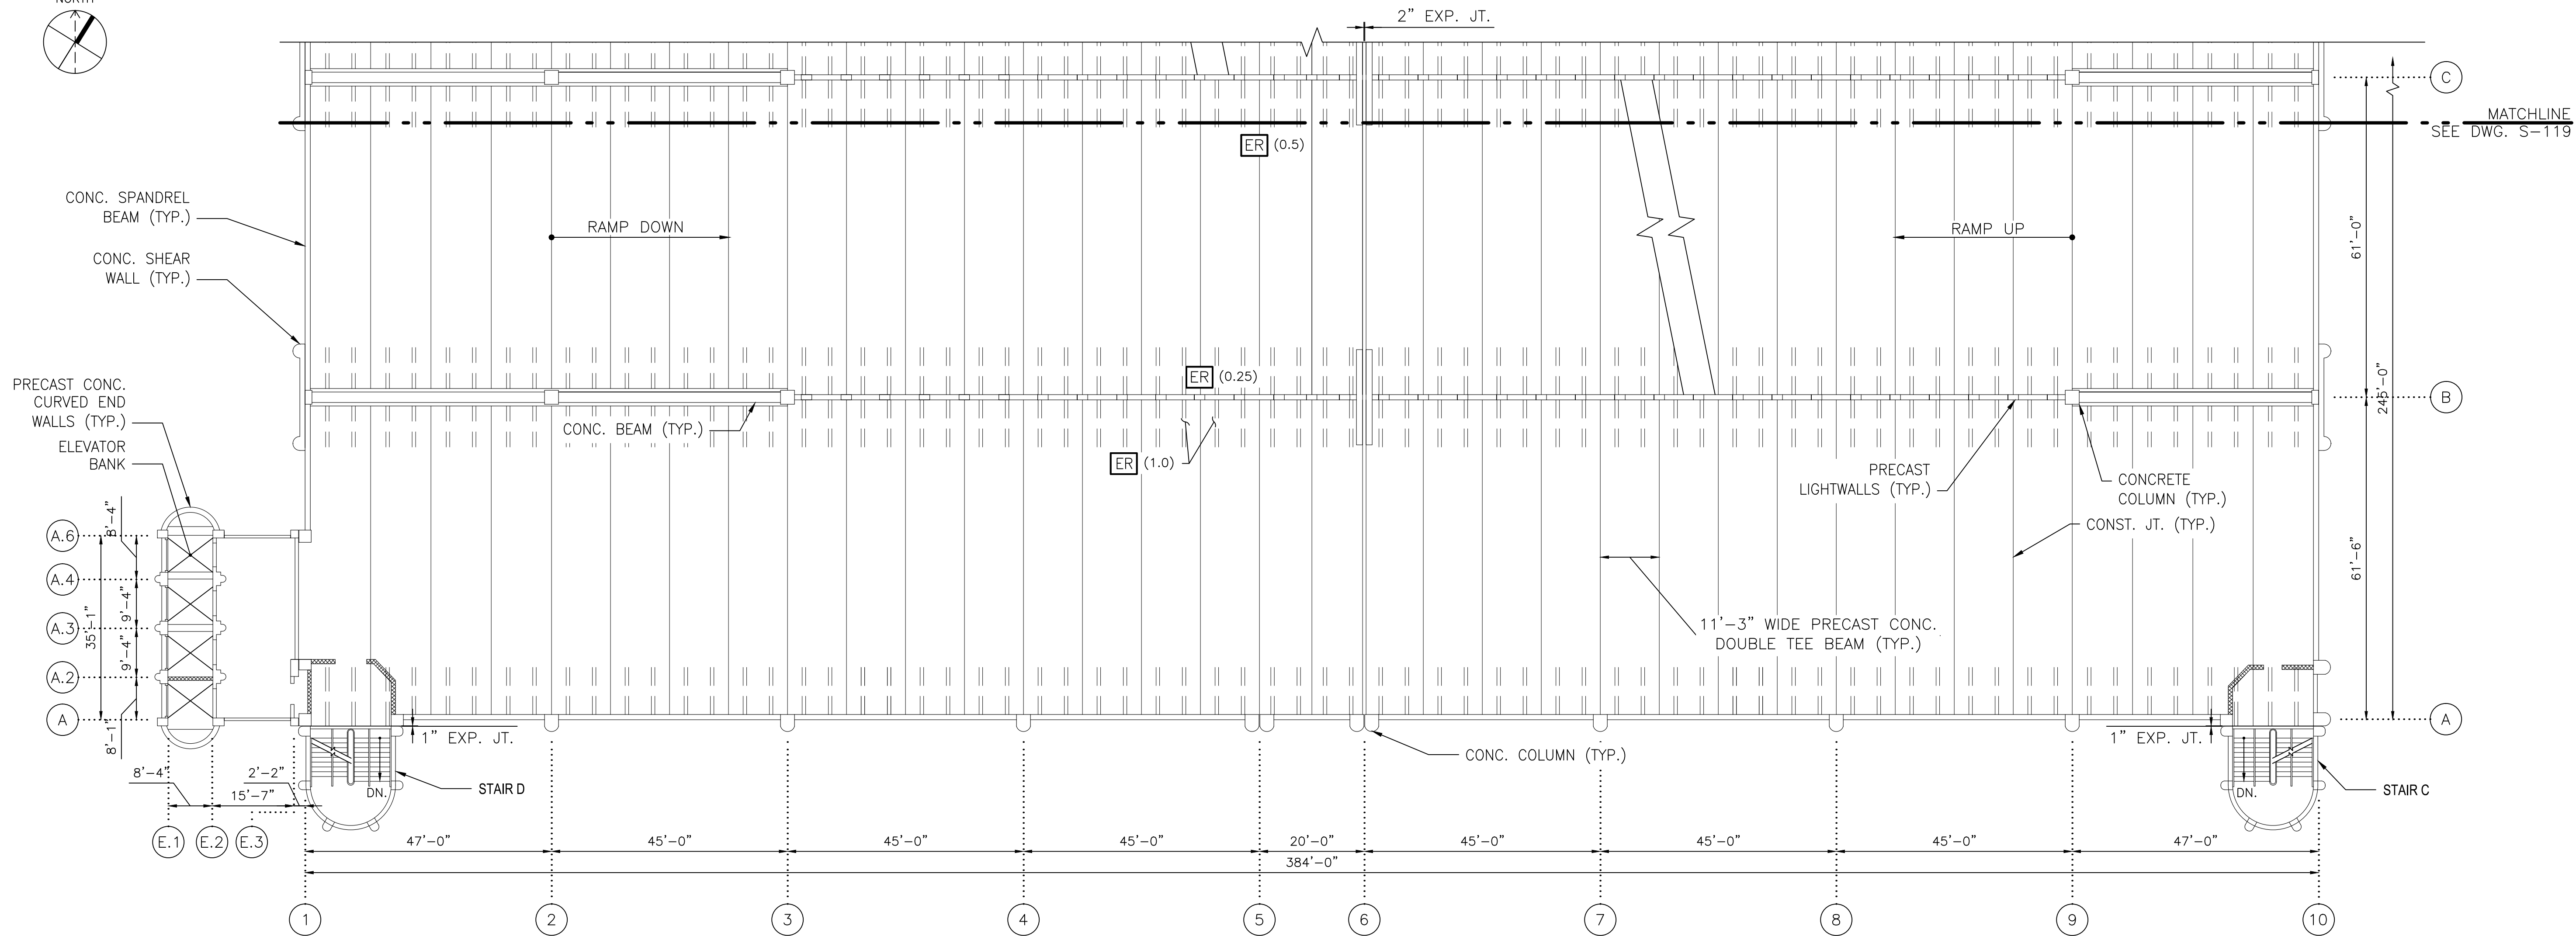 NORTH
2" EXP. JT.
C
MATCHLINE
SEE DWG. S-119
ER (0.5)
CONC. SPANDREL
BEAM (TYP.)
RAMP DOWN
RAMP UP
61'-0"
CONC. SHEAR
WALL (TYP.)
PRECAST CONC.
CURVED END
WALLS (TYP.)
ELEVATOR
BANK
ER (0.25)
245'-0"
B
CONC. BEAM (TYP.)
ER (1.0)
PRECAST
LIGHTWALLS (TYP.)
CONCRETE
COLUMN (TYP.)
CONST. JT. (TYP.)
61'-6"
8'-4"
A.6
A.4
9'-4"
35'-1"
A.3
9'-4"
A.2
A
8'-1"
11'-3" WIDE PRECAST CONC.
DOUBLE TEE BEAM (TYP.)
A
1" EXP. JT.
1" EXP. JT.
CONC. COLUMN (TYP.)
8'-4"
2'-2"
15'-7"
DN.
STAIR D
DN.
STAIR C
E.1
E.2
E.3
47'-0"
45'-0"
45'-0"
45'-0"
20'-0"
45'-0"
45'-0"
45'-0"
47'-0"
384'-0"
1
2
3
4
5
6
7
8
9
10